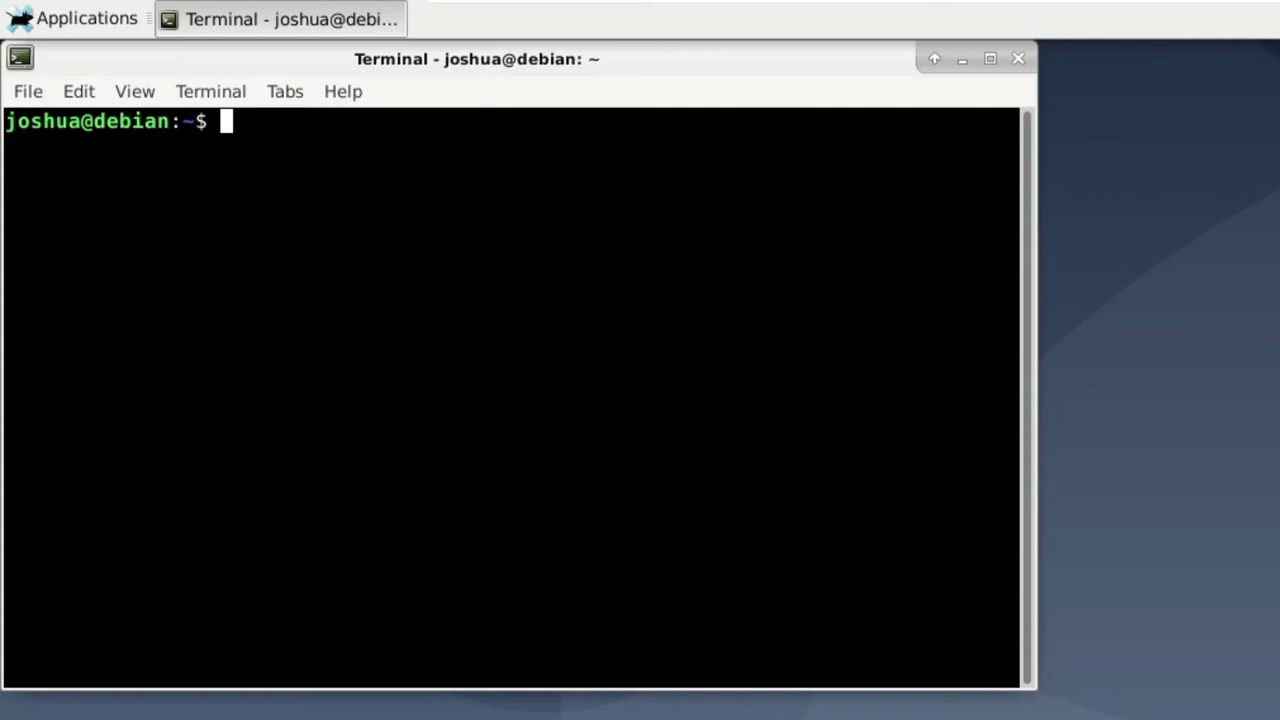 Applications
Terminal - joshua@debi...
Terminal - joshua@debian: ~
File Edit View Terminal Tabs Help
joshua@debian:~$